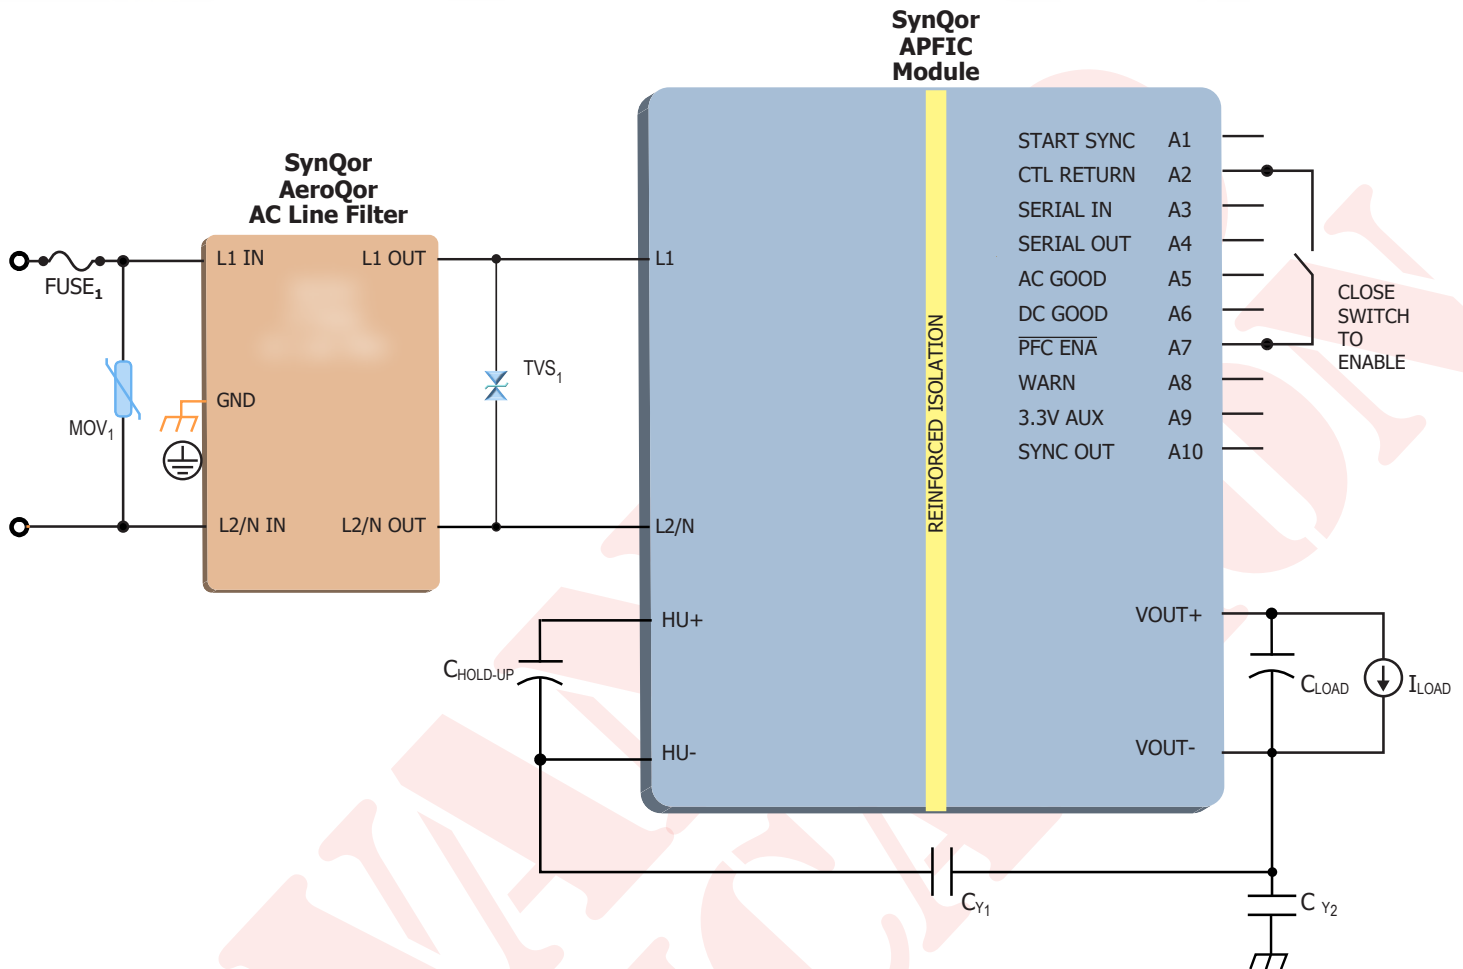 SynQor
APFIC
Module
SynQor
AeroQor
AC Line Filter
L1 IN
L1 OUT
FUSE1
GND
MOV1
L2/N IN
L2/N OUT
TVS1
L1
L2/N
HU+
HU-
CHOLD-UP
REINFORCED ISOLATION
START SYNC A1
CTL RETURN A2
SERIAL IN A3
SERIAL OUT A4
AC GOOD A5
DC GOOD A6
PFC ENA A7
WARN A8
3.3V AUX A9
SYNC OUT A10
CLOSE
SWITCH
TO
ENABLE
VOUT+
VOUT-
CLOAD
ILOAD
CY1
C Y2